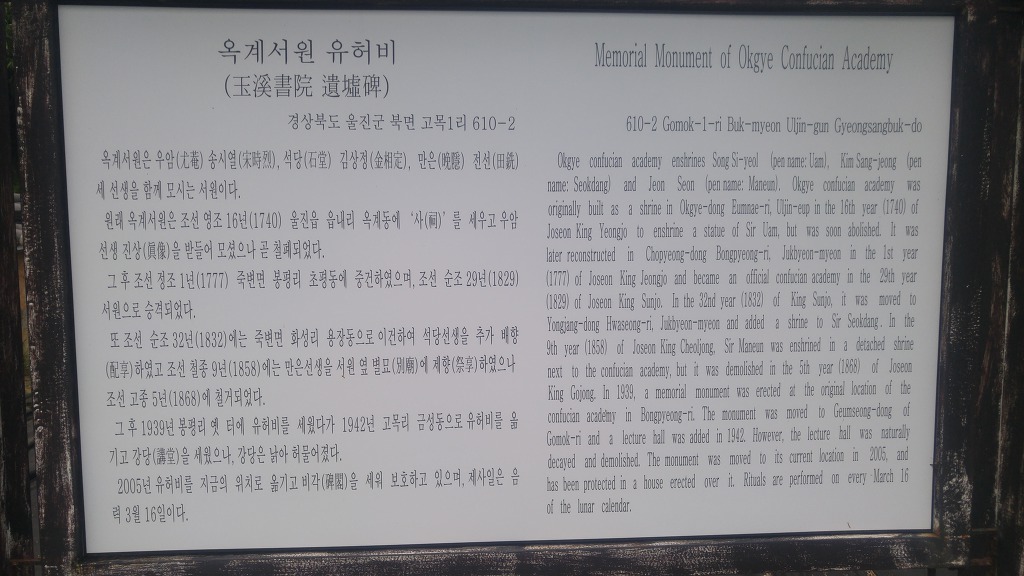 옥계서원 유허비
(玉溪書院 遺墟碑)
경상북도 울진군 북면 고목1리 610-2
옥계서원은 우암(尤菴) 송시열(宋時烈), 석당(石堂) 김상정(金相定), 만은(晩隱) 전선(田銑)
세 선생을 함께 모시는 서원이다.
원래 옥계서원은 조선 영조 16년(1740) 울진읍 읍내리 옥계동에 '사(祠)'를 세우고 우암
선생 진상(眞像)을 받들어 모셨으나 곧 철폐되었다.
그 후 조선 정조 1년(1777) 죽변면 봉평리 초평동에 중건하였으며, 조선 순조 29년(1829)
서원으로 승격되었다.
또 조선 순조 32년(1832)에는 죽변면 화성리 용장동으로 이건하여 석당선생을 추가 배향
(配享)하였고 조선 철종 9년(1858)에는 만은선생을 서원 옆 별묘(別廟)에 제향(祭享)하였으나
조선 고종 5년(1868)에 철거되었다.
그 후 1939년 봉평리 옛 터에 유허비를 세웠다가 1942년 고목리 금성동으로 유허비를 옮
기고 강당(講堂)을 세웠으나, 강당은 낡아 허물어졌다.
2005년 유허비를 지금의 위치로 옮기고 비각(碑閣)을 세워 보호하고 있으며, 제사일은 음
력 3월 16일이다.
Memorial Monument of Okgye Confucian Academy
610-2 Gomok-1-ri Buk-myeon Uljin-gun Gyeongsangbuk-do
Okgye confucian academy enshrines Song Si-yeol (pen name: Uam), Kim Sang-jeong (pen
name: Seokdang) and Jeon Seon (pen name: Maneun). Okgye confucian academy was
originally built as a shrine in Okgye-dong Eumnae-ri, Uljin-eup in the 16th year (1740) of
Joseon King Yeongjo to enshrine a statue of Sir Uam, but was soon abolished. It was
later reconstructed in Chopyeong-dong Bongpyeong-ri, Jukbyeon-myeon in the 1st year
(1777) of Joseon King Jeongjo and became an official confucian academy in the 29th year
(1829) of Joseon King Sunjo. In the 32nd year (1832) of King Sunjo, it was moved to
Yongjang-dong Hwaseong-ri, Jukbyeon-myeon and added a shrine to Sir Seokdang. In the
9th year (1858) of Joseon King Cheoljong, Sir Maneun was enshrined in a detached shrine
next to the confucian academy, but it was demolished in the 5th year (1868) of Joseon
King Gojong. In 1939, a memorial monument was erected at the original location of the
confucian academy in Bongpyeong-ri. The monument was moved to Geumseong-dong of
Gomok-ri and a lecture hall was added in 1942. However, the lecture hall was naturally
decayed and demolished. The monument was moved to its current location in 2005, and
has been protected in a house erected over it. Rituals are performed on every March 16
of the lunar calendar.